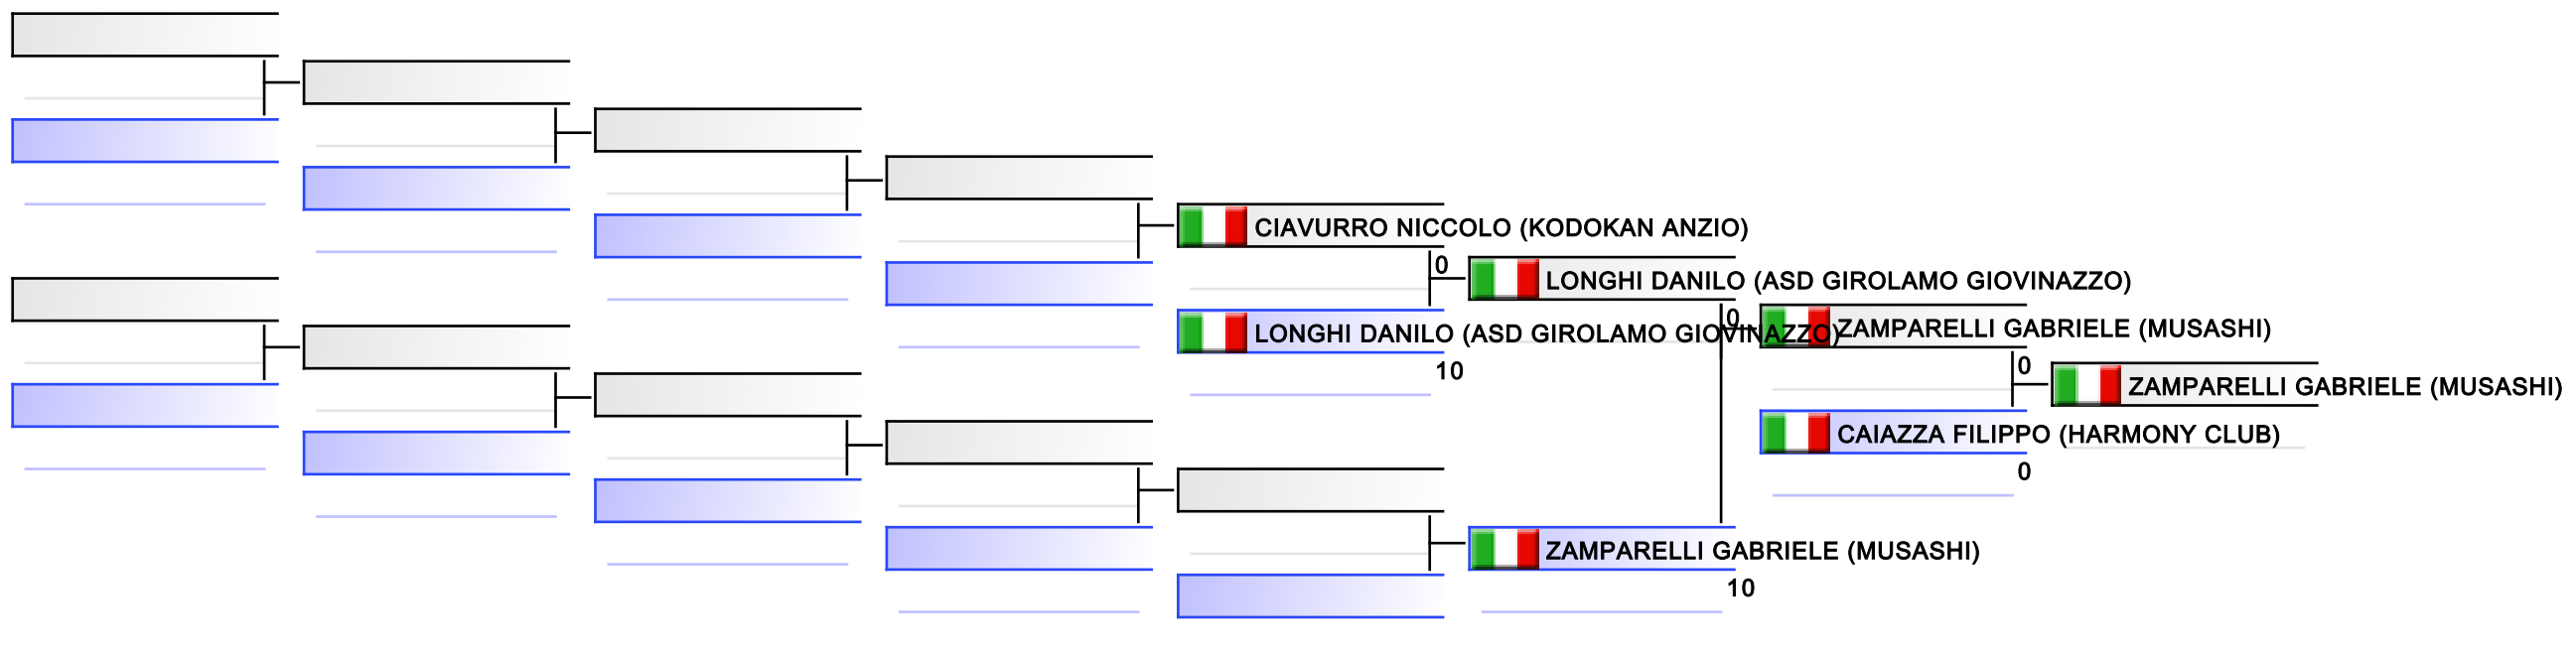 CIAVURRO NICCOLO (KODOKAN ANZIO)
0
LONGHI DANILO (ASD GIROLAMO GIOVINAZZO)
LONGHI DANILO (ASD GIROLAMO GIOVINAZZO)
10
0
ZAMPARELLI GABRIELE (MUSASHI)
0
ZAMPARELLI GABRIELE (MUSASHI)
CAIAZZA FILIPPO (HARMONY CLUB)
0
ZAMPARELLI GABRIELE (MUSASHI)
10